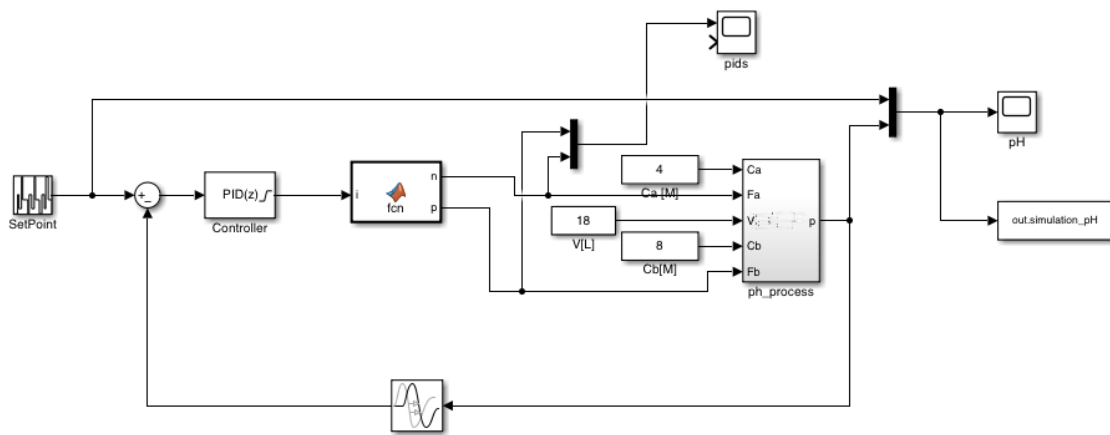 pids
pH
SetPoint
+
−
PID(z)
Controller
i
fcn
n
p
4
Ca [M]
18
V[L]
8
Cb[M]
Ca
Fa
V
Cb
Fb
p
ph_process
out.simulation_pH